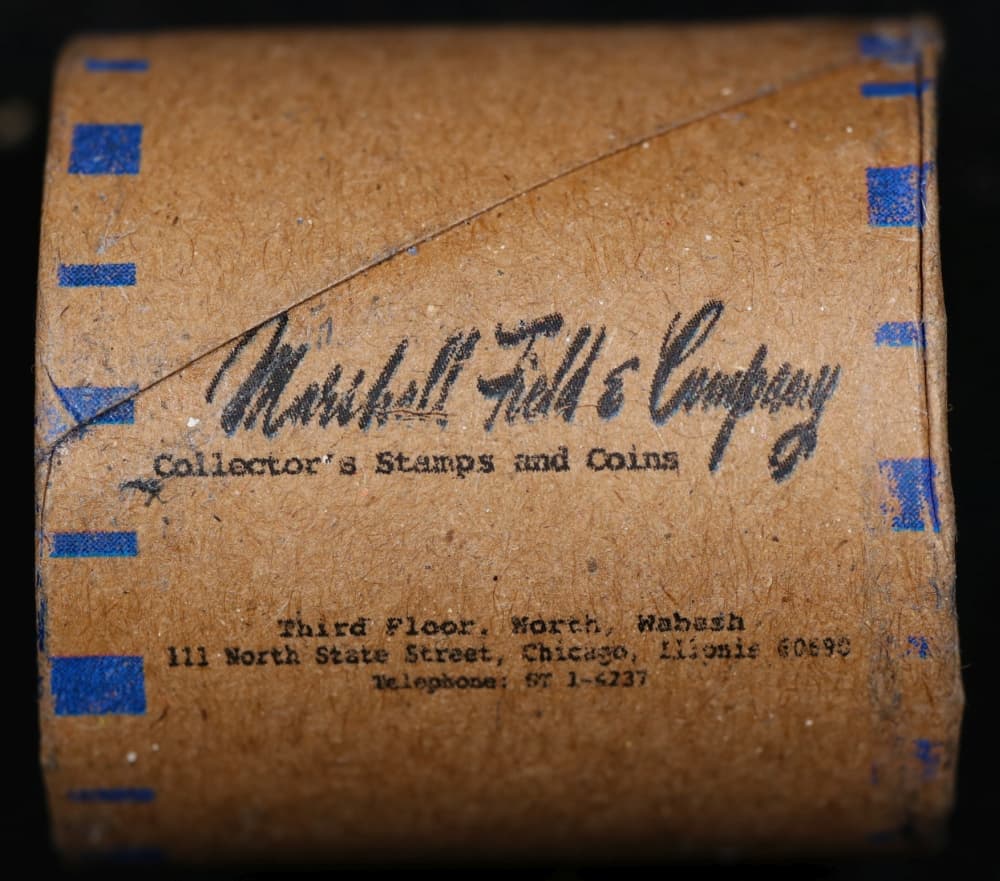 Marshall Field & Company
Collector's Stamps and Coins
Third Floor, North, Wabash
111 North State Street, Chicago, Illinois 60690
Telephone: ST 1-4237